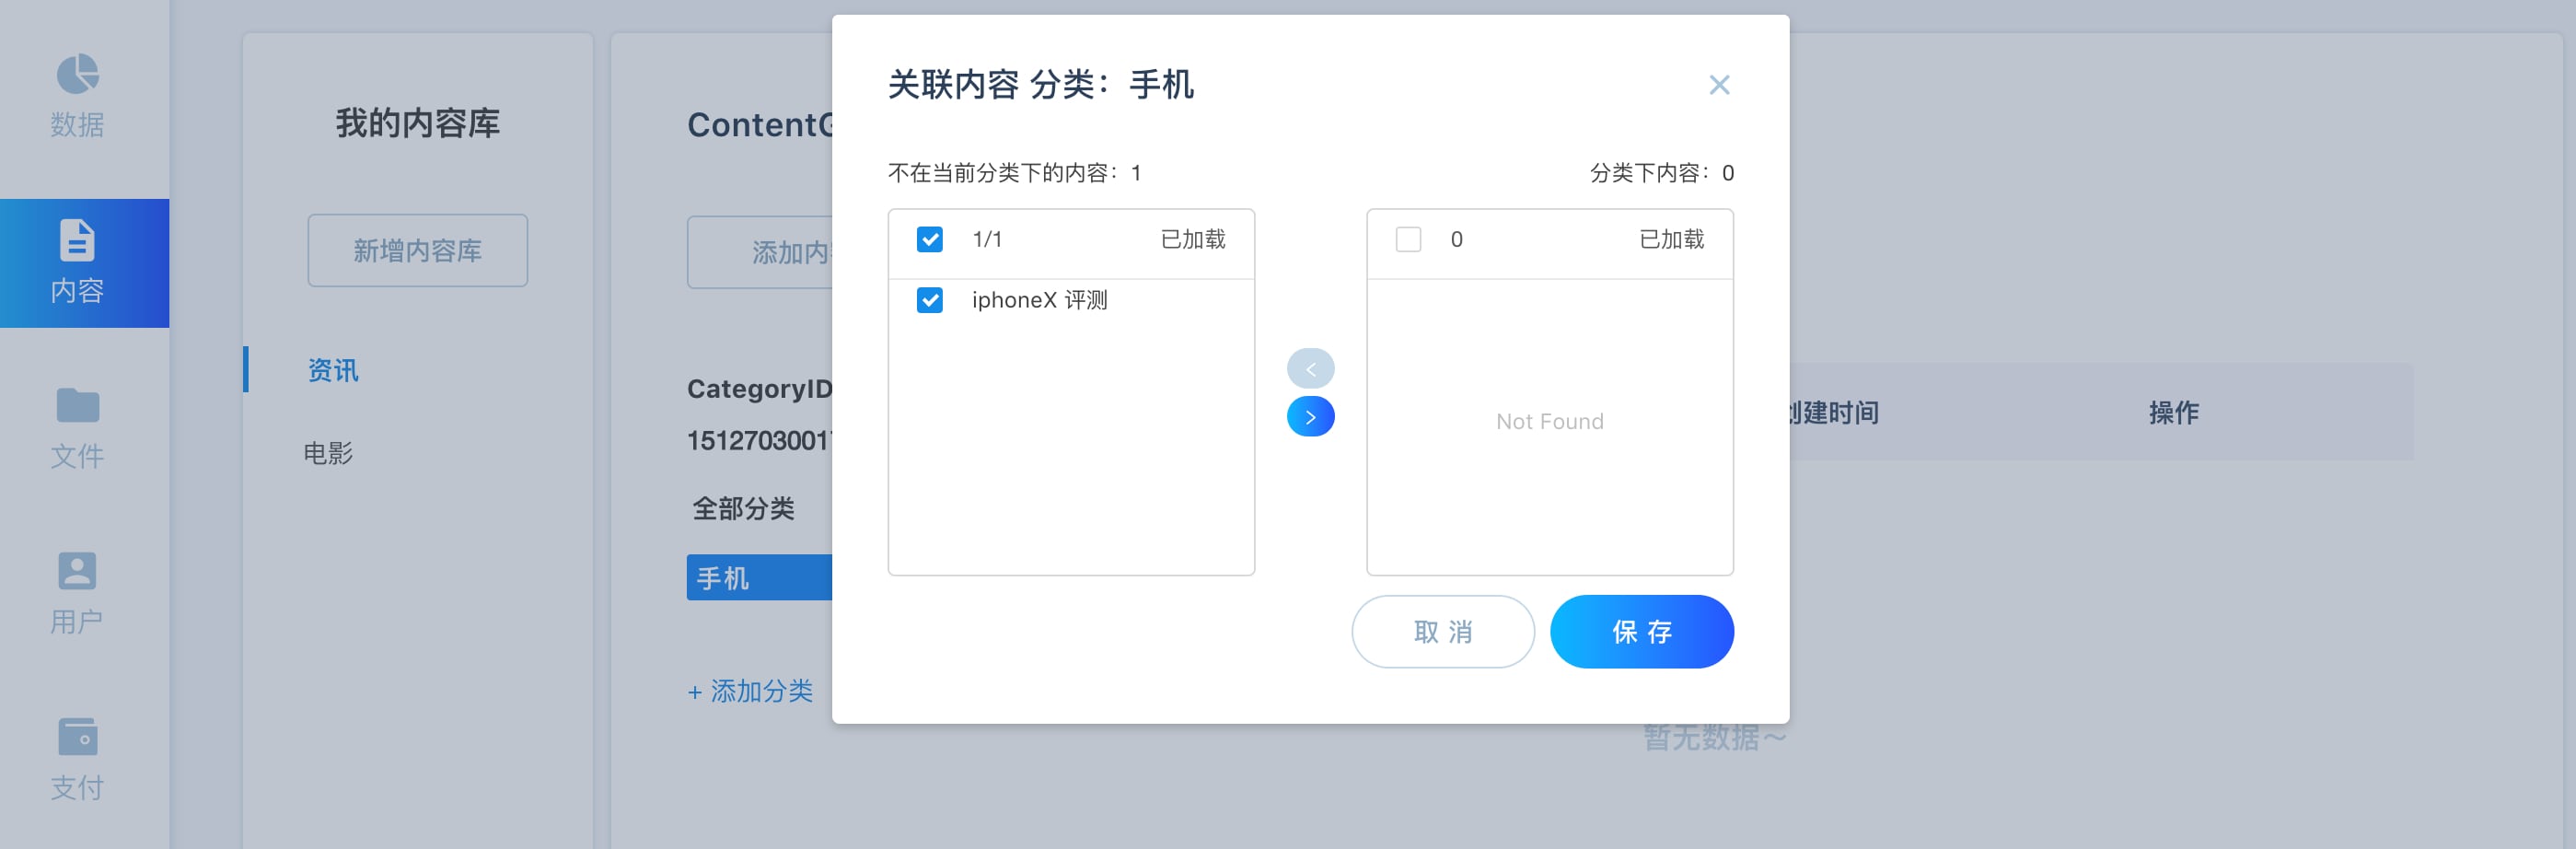 数据
内容
文件
用户
支付
我的内容库
新增内容库
资讯
电影
ContentG
添加内
CategoryID
1512703001
全部分类
手机
+ 添加分类
关联内容 分类：手机
不在当前分类下的内容：1
分类下内容：0
1/1 已加载
iphoneX 评测
<
>
0 已加载
Not Found
取 消
保 存
创建时间
操作
暂无数据～